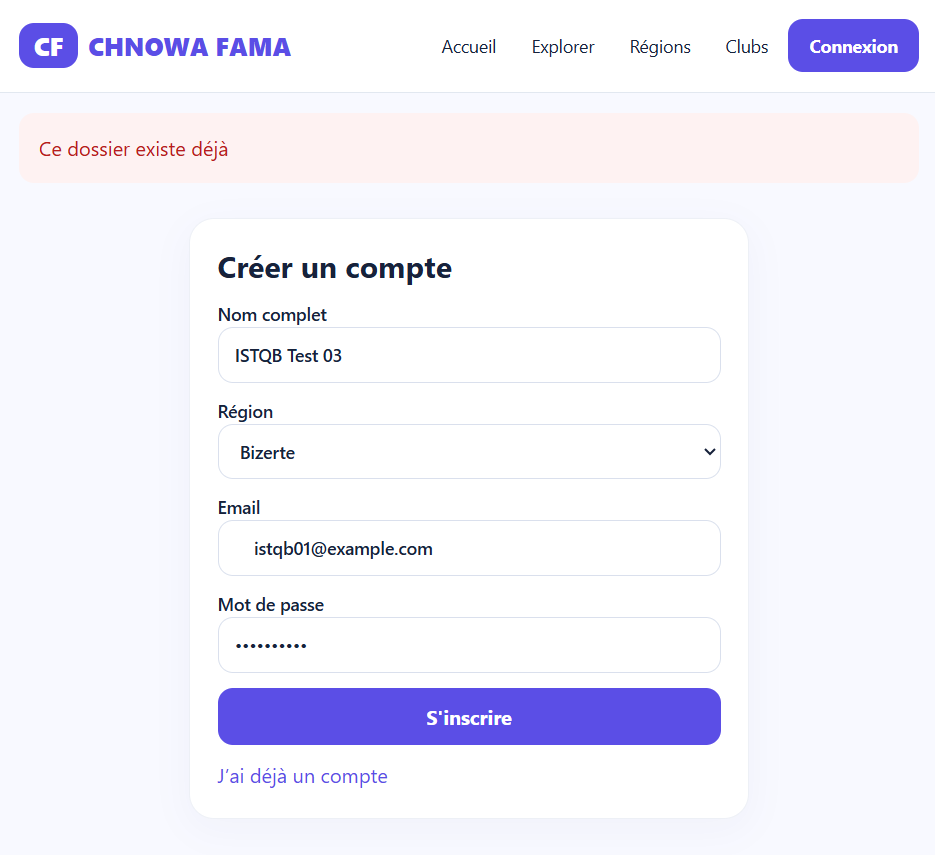 CF CHNOWA FAMA Accueil Explorer Régions Clubs Connexion
Ce dossier existe déjà
Créer un compte
Nom complet
ISTQB Test 03
Région
Bizerte
Email
istqb01@example.com
Mot de passe
••••••••••
S'inscrire
J'ai déjà un compte